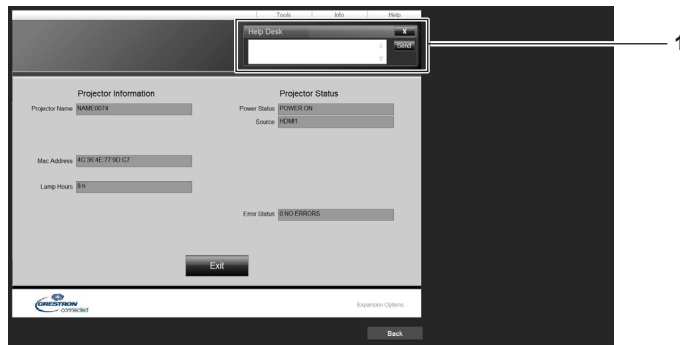 Tools Info Help
Help Desk X
Send
1
Projector Information Projector Status
Projector Name NAME0074 Power Status POWER ON
Source HDMI1
Mac Address 4C:36:4E:77:9D:C7
Lamp Hours 8 h
Error Status 0:NO ERRORS
Exit
CRESTRON
connected
Expansion Options
Back